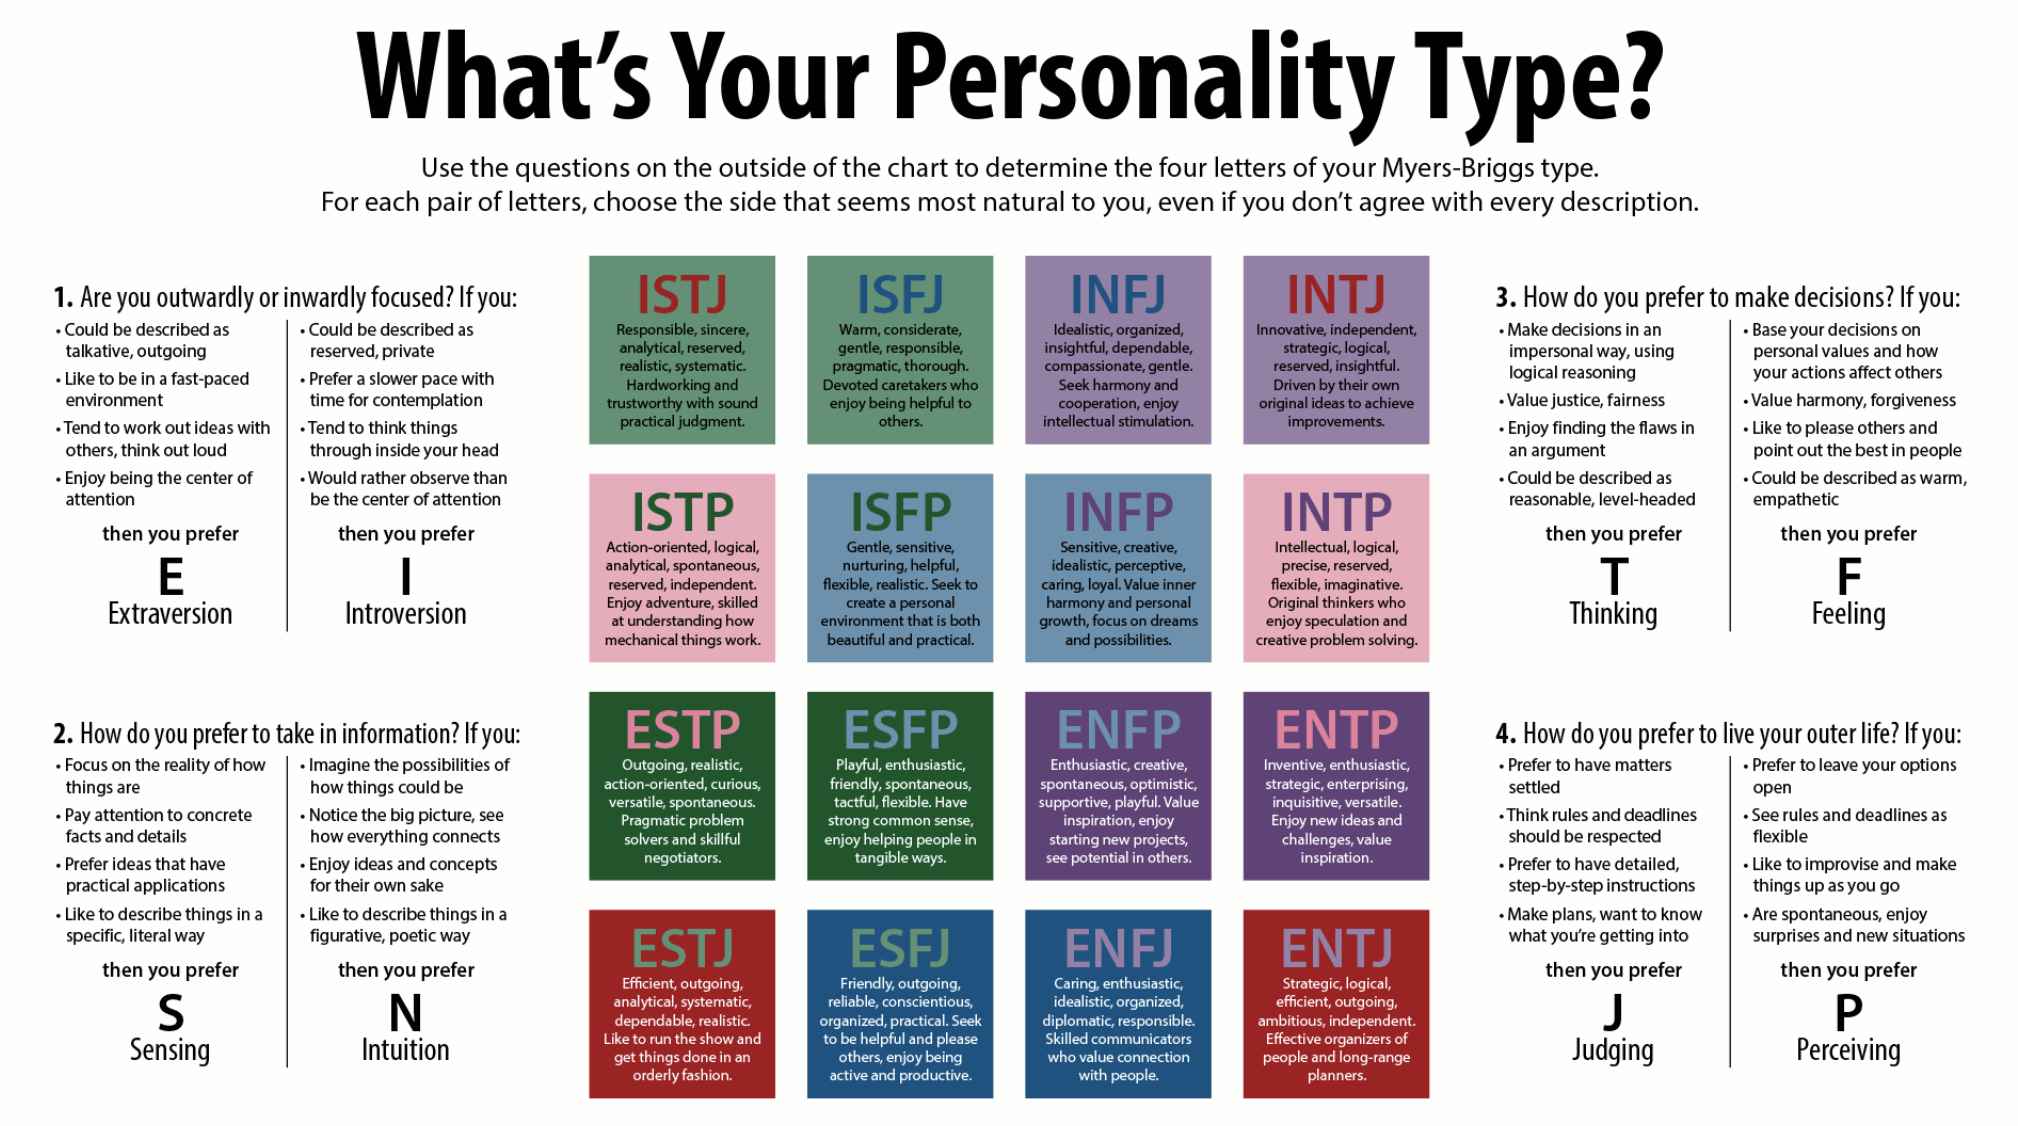 What's Your Personality Type?
Use the questions on the outside of the chart to determine the four letters of your Myers-Briggs type.
For each pair of letters, choose the side that seems most natural to you, even if you don't agree with every description.
1. Are you outwardly or inwardly focused? If you:
• Could be described as
talkative, outgoing
• Like to be in a fast-paced
environment
• Tend to work out ideas with
others, think out loud
• Enjoy being the center of
attention
then you prefer
E
Extraversion
• Could be described as
reserved, private
• Prefer a slower pace with
time for contemplation
• Tend to think things
through inside your head
• Would rather observe than
be the center of attention
then you prefer
I
Introversion
2. How do you prefer to take in information? If you:
• Focus on the reality of how
things are
• Pay attention to concrete
facts and details
• Prefer ideas that have
practical applications
• Like to describe things in a
specific, literal way
then you prefer
S
Sensing
• Imagine the possibilities of
how things could be
• Notice the big picture, see
how everything connects
• Enjoy ideas and concepts
for their own sake
• Like to describe things in a
figurative, poetic way
then you prefer
N
Intuition
ISTJ
Responsible, sincere,
analytical, reserved,
realistic, systematic.
Hardworking and
trustworthy with sound
practical judgment.
ISFJ
Warm, considerate,
gentle, responsible,
pragmatic, thorough.
Devoted caretakers who
enjoy being helpful to
others.
INFJ
Idealistic, organized,
insightful, dependable,
compassionate, gentle.
Seek harmony and
cooperation, enjoy
intellectual stimulation.
INTJ
Innovative, independent,
strategic, logical,
reserved, insightful.
Driven by their own
original ideas to achieve
improvements.
ISTP
Action-oriented, logical,
analytical, spontaneous,
reserved, independent.
Enjoy adventure, skilled
at understanding how
mechanical things work.
ISFP
Gentle, sensitive,
nurturing, helpful,
flexible, realistic. Seek to
create a personal
environment that is both
beautiful and practical.
INFP
Sensitive, creative,
idealistic, perceptive,
caring, loyal. Value inner
harmony and personal
growth, focus on dreams
and possibilities.
INTP
Intellectual, logical,
precise, reserved,
flexible, imaginative.
Original thinkers who
enjoy speculation and
creative problem solving.
ESTP
Outgoing, realistic,
action-oriented, curious,
versatile, spontaneous.
Pragmatic problem
solvers and skillful
negotiators.
ESFP
Playful, enthusiastic,
friendly, spontaneous,
tactful, flexible. Have
strong common sense,
enjoy helping people in
tangible ways.
ENFP
Enthusiastic, creative,
spontaneous, optimistic,
supportive, playful. Value
inspiration, enjoy
starting new projects,
see potential in others.
ENTP
Inventive, enthusiastic,
strategic, enterprising,
inquisitive, versatile.
Enjoy new ideas and
challenges, value
inspiration.
ESTJ
Efficient, outgoing,
analytical, systematic,
dependable, realistic.
Like to run the show and
get things done in an
orderly fashion.
ESFJ
Friendly, outgoing,
reliable, conscientious,
organized, practical. Seek
to be helpful and please
others, enjoy being
active and productive.
ENFJ
Caring, enthusiastic,
idealistic, organized,
diplomatic, responsible.
Skilled communicators
who value connection
with people.
ENTJ
Strategic, logical,
efficient, outgoing,
ambitious, independent.
Effective organizers of
people and long-range
planners.
3. How do you prefer to make decisions? If you:
• Make decisions in an
impersonal way, using
logical reasoning
• Value justice, fairness
• Enjoy finding the flaws in
an argument
• Could be described as
reasonable, level-headed
then you prefer
T
Thinking
• Base your decisions on
personal values and how
your actions affect others
• Value harmony, forgiveness
• Like to please others and
point out the best in people
• Could be described as warm,
empathetic
then you prefer
F
Feeling
4. How do you prefer to live your outer life? If you:
• Prefer to have matters
settled
• Think rules and deadlines
should be respected
• Prefer to have detailed,
step-by-step instructions
• Make plans, want to know
what you're getting into
then you prefer
J
Judging
• Prefer to leave your options
open
• See rules and deadlines as
flexible
• Like to improvise and make
things up as you go
• Are spontaneous, enjoy
surprises and new situations
then you prefer
P
Perceiving